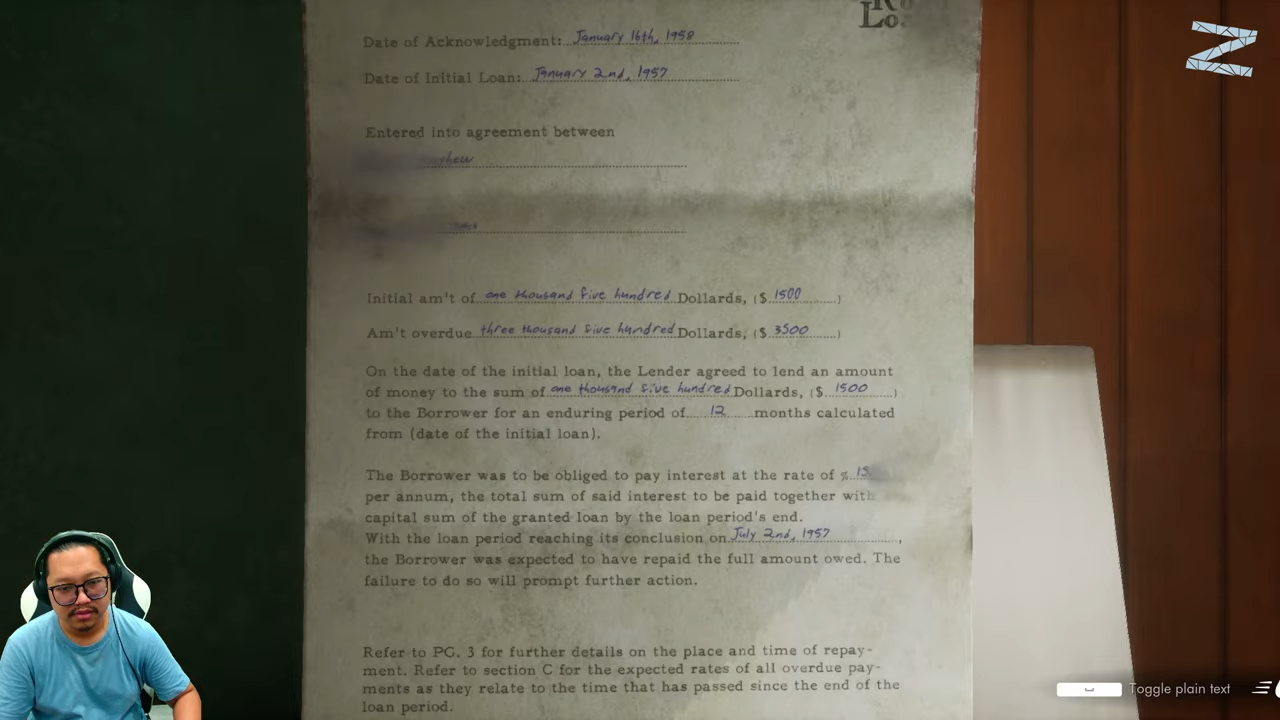 Date of Acknowledgment: January 16th, 1958
Date of Initial Loan: January 2nd, 1957
Entered into agreement between
Initial am't of one thousand five hundred Dollards, ($ 1500 )
Am't overdue three thousand five hundred Dollards, ($ 3500 )
On the date of the initial loan, the Lender agreed to lend an amount
of money to the sum of one thousand five hundred Dollards, ($ 1500 )
to the Borrower for an enduring period of 12 months calculated
from (date of the initial loan).
The Borrower was to be obliged to pay interest at the rate of %
per annum, the total sum of said interest to be paid together with
capital sum of the granted loan by the loan period's end.
With the loan period reaching its conclusion on July 2nd, 1957,
the Borrower was expected to have repaid the full amount owed. The
failure to do so will prompt further action.
Refer to PG. 3 for further details on the place and time of repay-
ment. Refer to section C for the expected rates of all overdue pay-
ments as they relate to the time that has passed since the end of the
loan period.
Toggle plain text